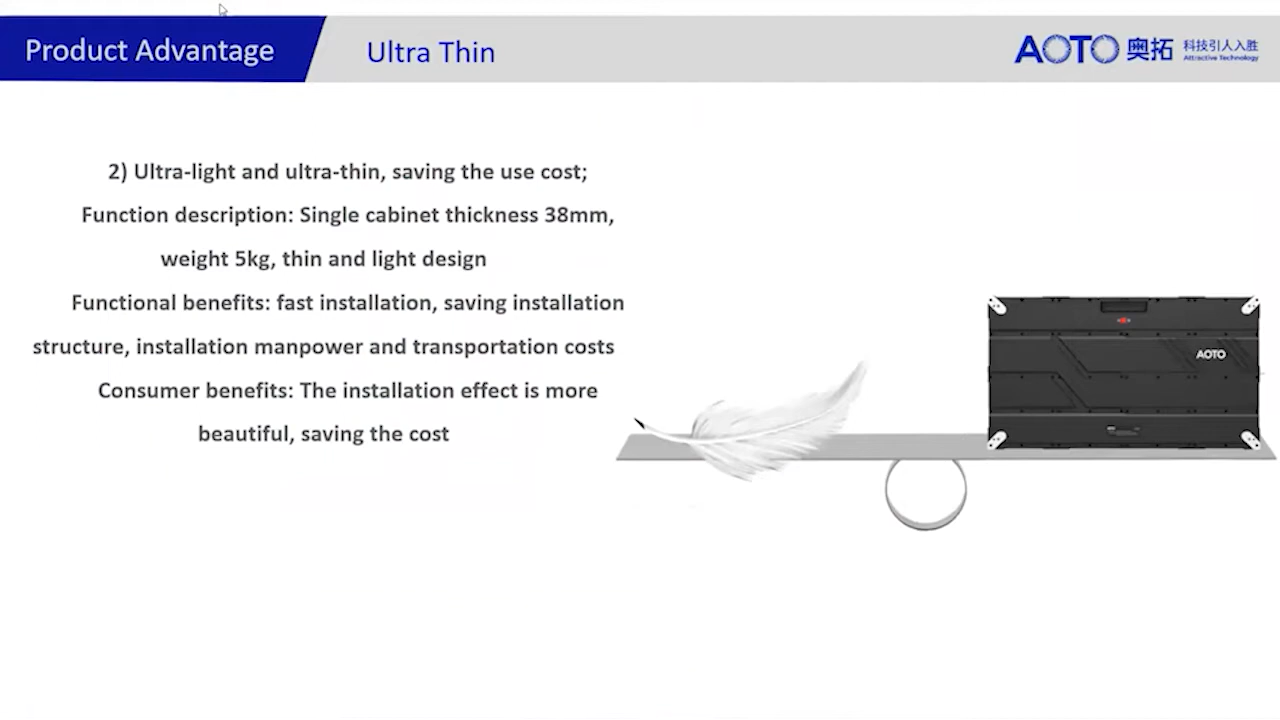 Product Advantage
Ultra Thin
AOTO 奥拓 科技引人入胜
Attractive Technology
2) Ultra-light and ultra-thin, saving the use cost;
Function description: Single cabinet thickness 38mm,
weight 5kg, thin and light design
Functional benefits: fast installation, saving installation
structure, installation manpower and transportation costs
Consumer benefits: The installation effect is more
beautiful, saving the cost
AOTO